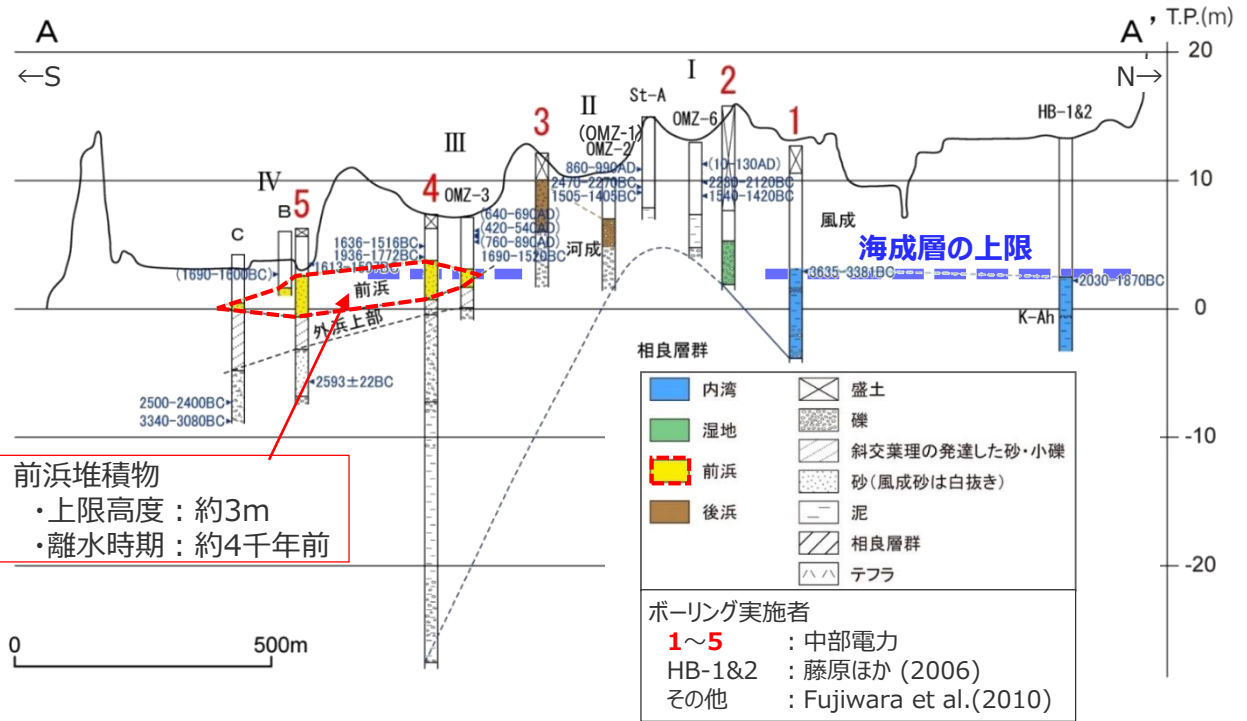 A
←S
A'
T.P.(m)
N→
20
10
0
-10
-20
I
II
III
IV
St-A
2
OMZ-6
1
HB-1&2
3
(OMZ-1)
OMZ-2
4
OMZ-3
B
5
C
860-990AD
2470-2270BC
1505-1405BC
(10-130AD)
2280-2120BC
1540-1420BC
(640-690AD)
(420-540AD)
(760-890AD)
1690-1520BC
1636-1516BC
1936-1772BC
(1690-1600BC)
3635-3381BC
2030-1870BC
K-Ah
2593±22BC
2500-2400BC
3340-3080BC
風成
河成
海成層の上限
前浜
外浜上部
相良層群
前浜堆積物
・上限高度：約3m
・離水時期：約4千年前
0
500m
内湾
湿地
前浜
後浜
盛土
礫
斜交葉理の発達した砂・小礫
砂(風成砂は白抜き)
泥
相良層群
テフラ
ボーリング実施者
1～5 ：中部電力
HB-1&2 ：藤原ほか (2006)
その他 ：Fujiwara et al.(2010)